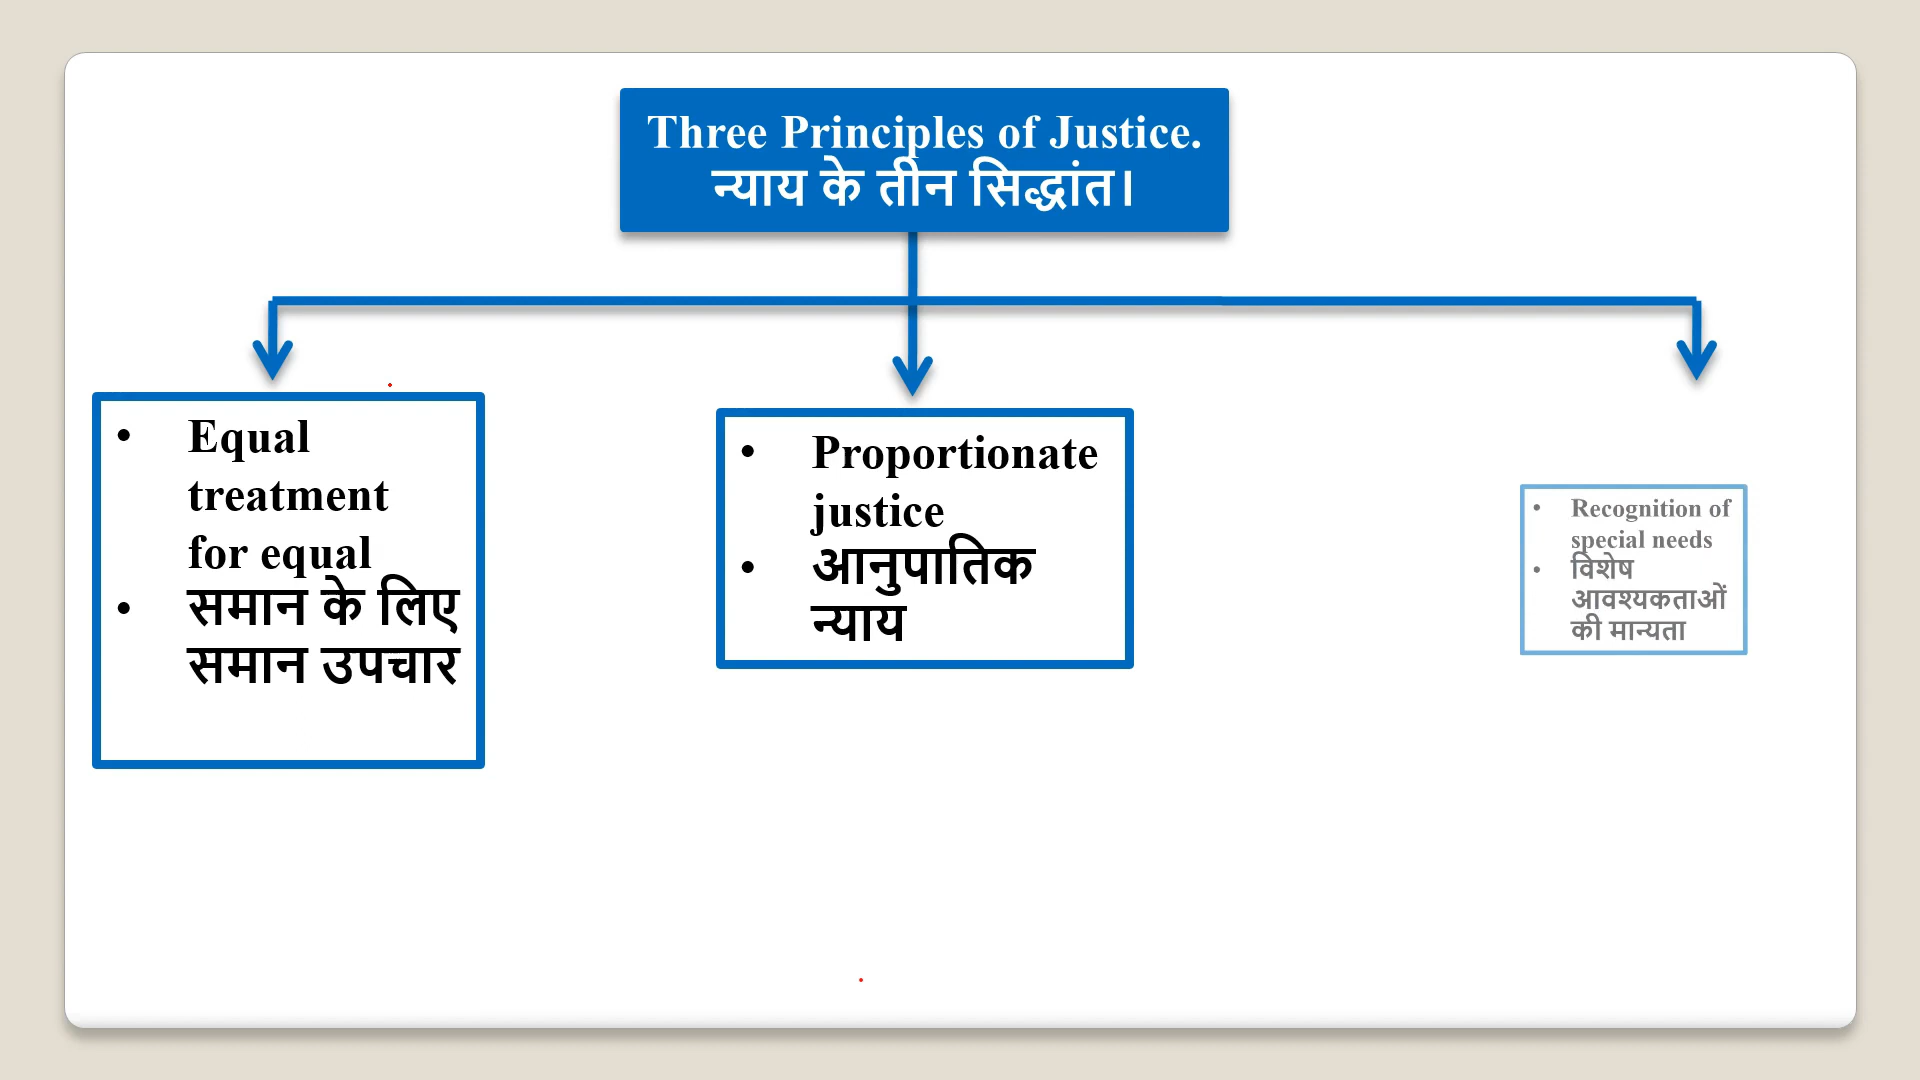 Three Principles of Justice.
न्याय के तीन सिद्धांत।
• Equal
treatment
for equal
• समान के लिए
समान उपचार
• Proportionate
justice
• आनुपातिक
न्याय
• Recognition of
special needs
• विशेष
आवश्यकताओं
की मान्यता